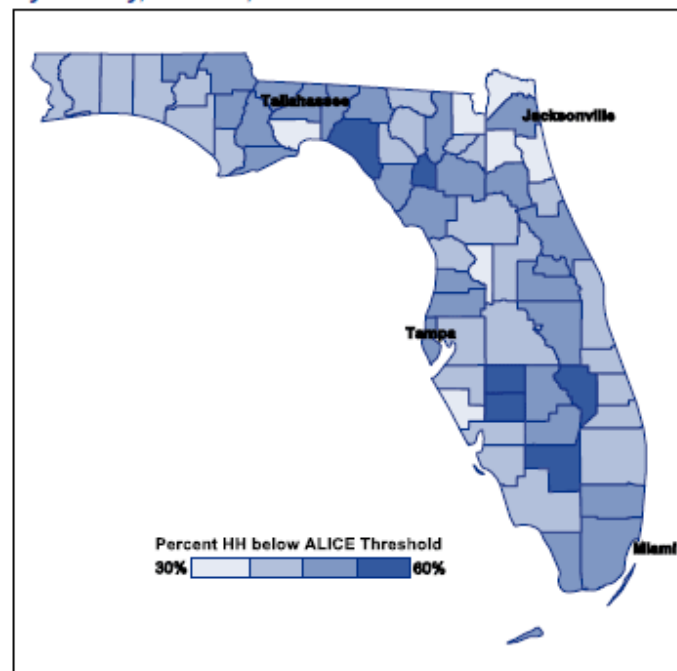 Tallahassee
Jacksonville
Tampa
Percent HH below ALICE Threshold
30% 60%
Miami